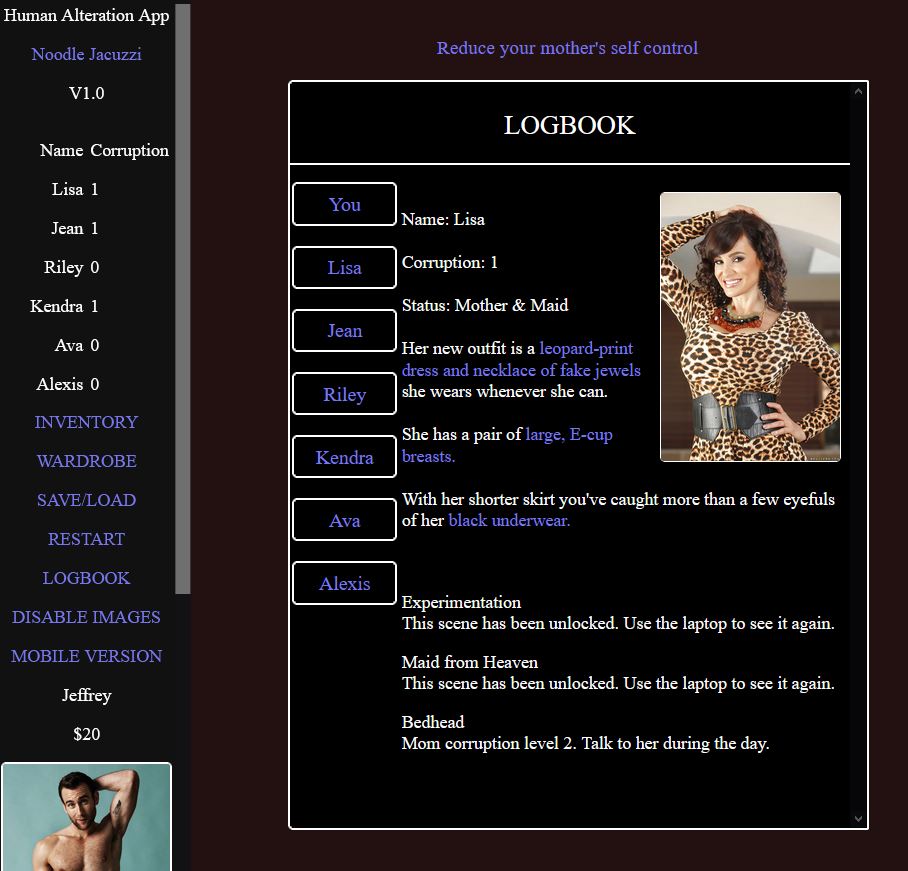 Human Alteration App
Noodle Jacuzzi
V1.0
Name Corruption
Lisa 1
Jean 1
Riley 0
Kendra 1
Ava 0
Alexis 0
INVENTORY
WARDROBE
SAVE/LOAD
RESTART
LOGBOOK
DISABLE IMAGES
MOBILE VERSION
Jeffrey
$20
Reduce your mother's self control
LOGBOOK
You
Lisa
Jean
Riley
Kendra
Ava
Alexis
Name: Lisa
Corruption: 1
Status: Mother & Maid
Her new outfit is a leopard-print
dress and necklace of fake jewels
she wears whenever she can.
She has a pair of large, E-cup
breasts.
With her shorter skirt you've caught more than a few eyefuls
of her black underwear.
Experimentation
This scene has been unlocked. Use the laptop to see it again.
Maid from Heaven
This scene has been unlocked. Use the laptop to see it again.
Bedhead
Mom corruption level 2. Talk to her during the day.